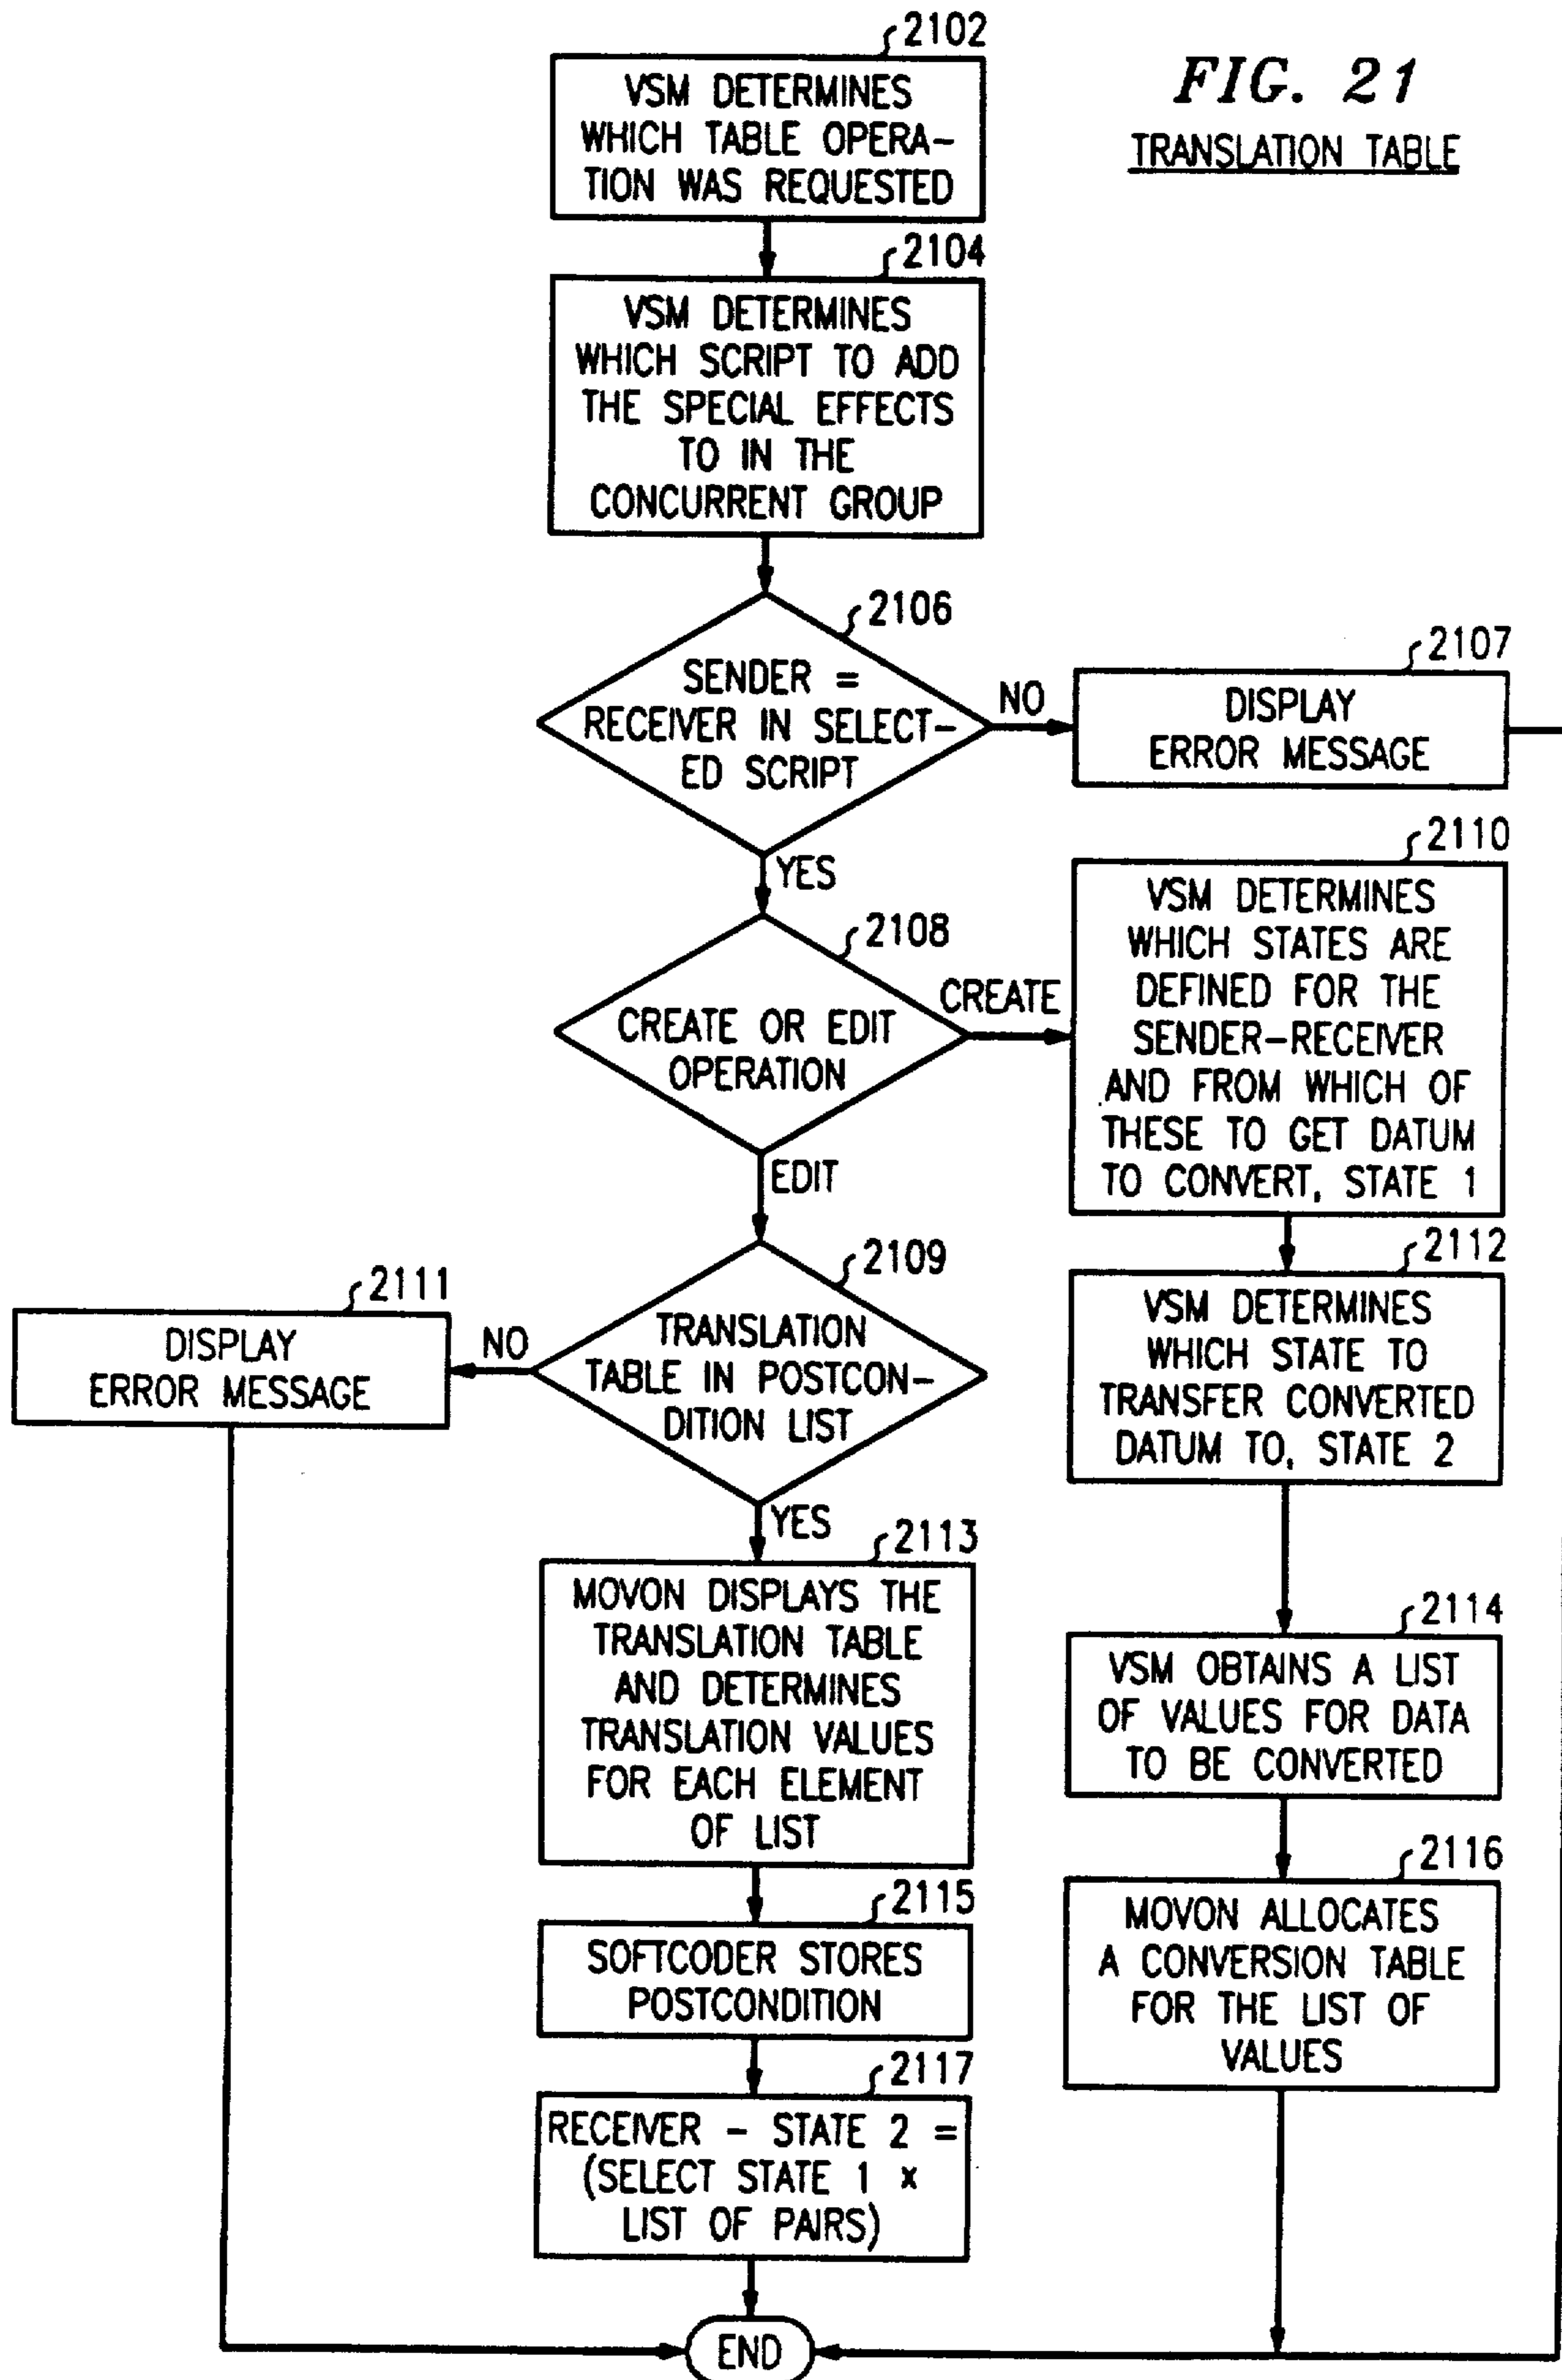 FIG. 21
TRANSLATION TABLE
2102
VSM DETERMINES
WHICH TABLE OPERA-
TION WAS REQUESTED
2104
VSM DETERMINES
WHICH SCRIPT TO ADD
THE SPECIAL EFFECTS
TO IN THE
CONCURRENT GROUP
2106
SENDER =
RECEIVER IN SELECT-
ED SCRIPT
NO
2107
DISPLAY
ERROR MESSAGE
YES
2108
CREATE OR EDIT
OPERATION
CREATE
2110
VSM DETERMINES
WHICH STATES ARE
DEFINED FOR THE
SENDER-RECEIVER
AND FROM WHICH OF
THESE TO GET DATUM
TO CONVERT, STATE 1
EDIT
2109
TRANSLATION
TABLE IN POSTCON-
DITION LIST
NO
2111
DISPLAY
ERROR MESSAGE
2112
VSM DETERMINES
WHICH STATE TO
TRANSFER CONVERTED
DATUM TO, STATE 2
YES
2113
MOVON DISPLAYS THE
TRANSLATION TABLE
AND DETERMINES
TRANSLATION VALUES
FOR EACH ELEMENT
OF LIST
2114
VSM OBTAINS A LIST
OF VALUES FOR DATA
TO BE CONVERTED
2115
SOFTCODER STORES
POSTCONDITION
2116
MOVON ALLOCATES
A CONVERSION TABLE
FOR THE LIST OF
VALUES
2117
RECEIVER - STATE 2 =
(SELECT STATE 1 ×
LIST OF PAIRS)
END